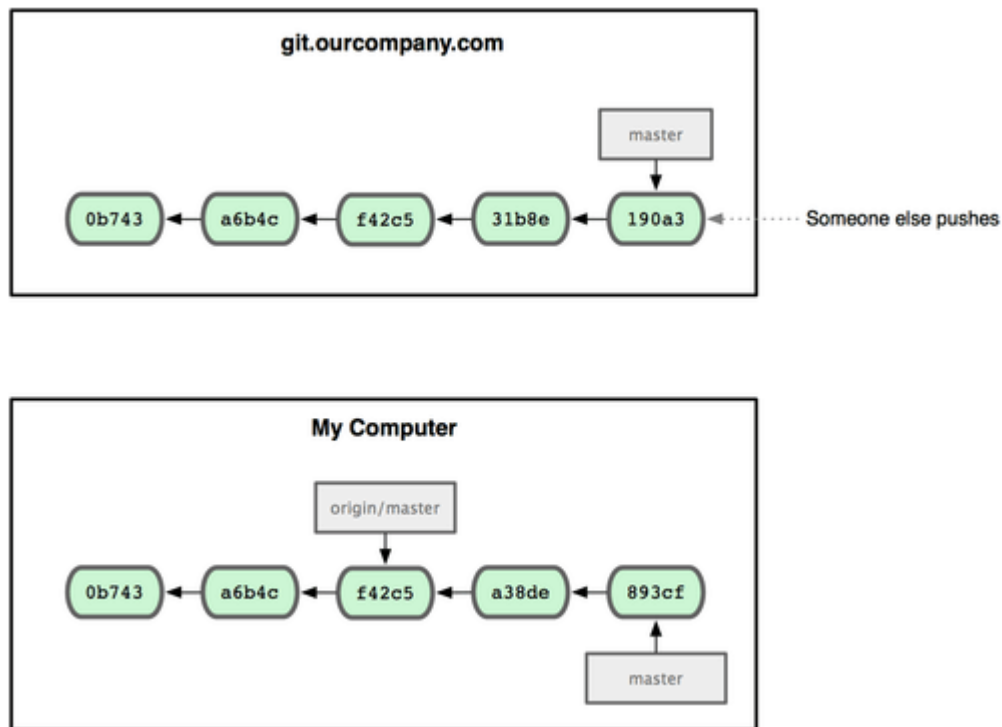 git.ourcompany.com
master
0b743 a6b4c f42c5 31b8e 190a3 Someone else pushes
My Computer
origin/master
0b743 a6b4c f42c5 a38de 893cf
master